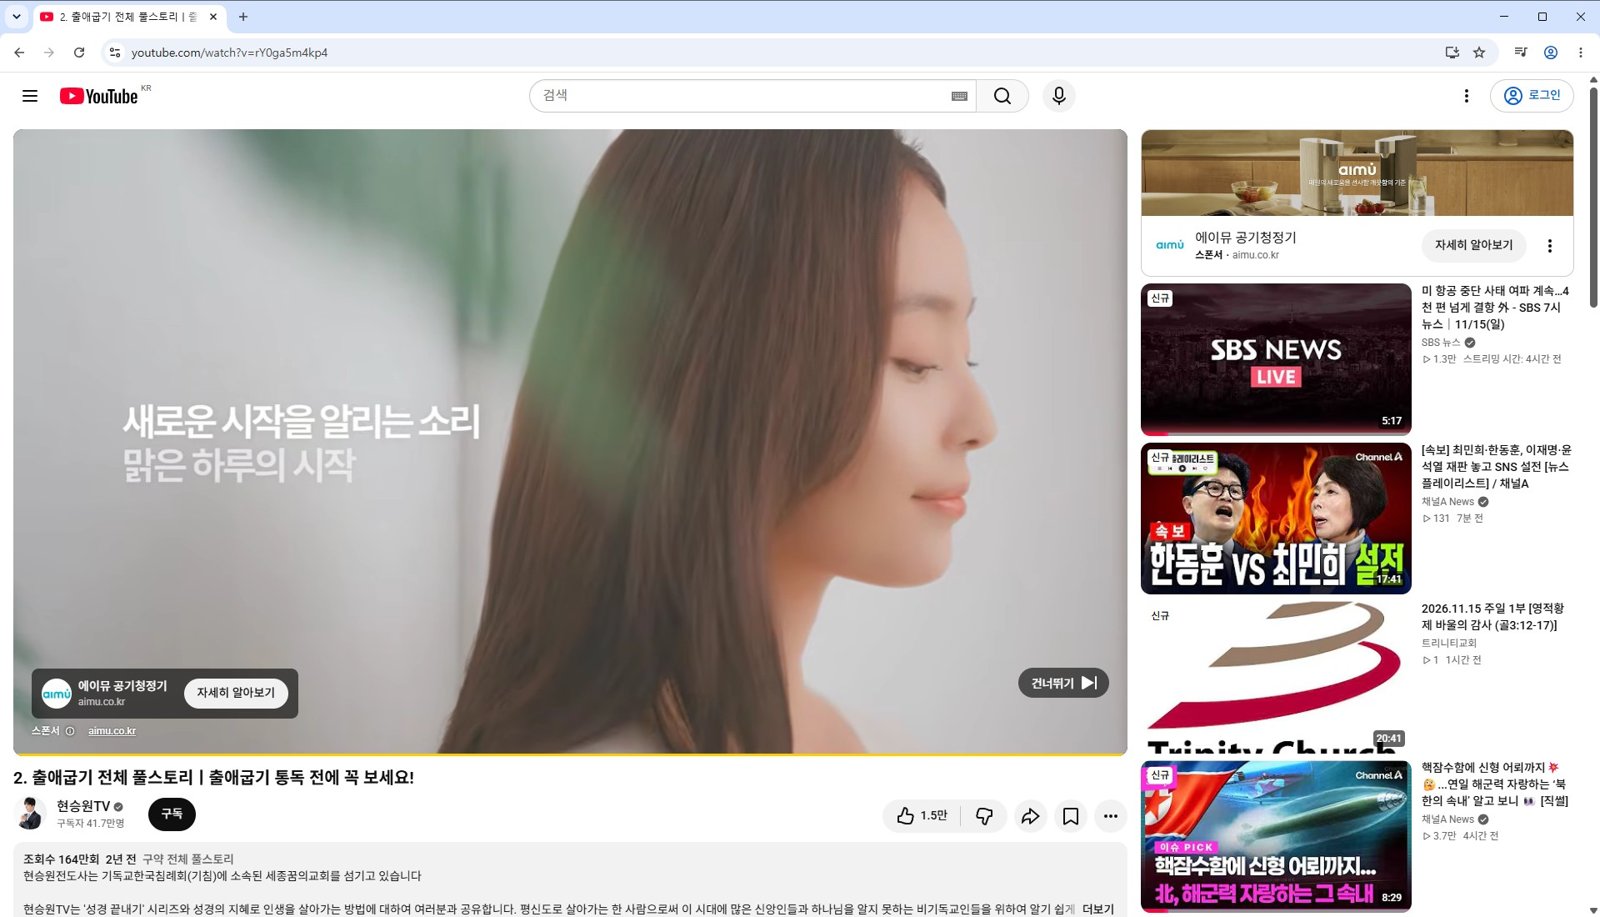 2. 출애굽기 전체 풀스토리 | 출
youtube.com/watch?v=rY0ga5m4kp4
YouTube KR
검색
로그인
새로운 시작을 알리는 소리
맑은 하루의 시작
aimú
에이뮤 공기청정기
aimu.co.kr
자세히 알아보기
스폰서
aimu.co.kr
건너뛰기
2. 출애굽기 전체 풀스토리ㅣ출애굽기 통독 전에 꼭 보세요!
현승원TV
구독자 41.7만명
구독
1.5만
조회수 164만회 2년 전 구약 전체 풀스토리
현승원전도사는 기독교한국침례회(기침)에 소속된 세종꿈의교회를 섬기고 있습니다
현승원TV는 '성경 끝내기' 시리즈와 성경의 지혜로 인생을 살아가는 방법에 대하여 여러분과 공유합니다. 평신도로 살아가는 한 사람으로써 이 시대에 많은 신앙인들과 하나님을 알지 못하는 비기독교인들을 위하여 알기 쉽게 더보기
aimú
aimú
에이뮤 공기청정기
스폰서 · aimu.co.kr
자세히 알아보기
신규
SBS NEWS
LIVE
5:17
미 항공 중단 사태 여파 계속…4
천 편 넘게 결항 外 - SBS 7시
뉴스｜11/15(일)
SBS 뉴스
1.3만 스트리밍 시간: 4시간 전
신규
플레이리스트
Channel A
속보
한동훈 vs 최민희 설전
17:41
[속보] 최민희·한동훈, 이재명·윤
석열 재판 놓고 SNS 설전 [뉴스
플레이리스트] / 채널A
채널A News
131 7분 전
신규
Trinity Church
20:41
2026.11.15 주일 1부 [영적황
제 바울의 감사 (골3:12-17)]
트리니티교회
1 1시간 전
신규
Channel A
이슈 PICK
핵잠수함에 신형 어뢰까지...
북, 해군력 자랑하는 그 속내
8:29
핵잠수함에 신형 어뢰까지💥
🤔…연일 해군력 자랑하는 '북
한의 속내' 알고 보니 👀 [직썰]
채널A News
3.7만 4시간 전